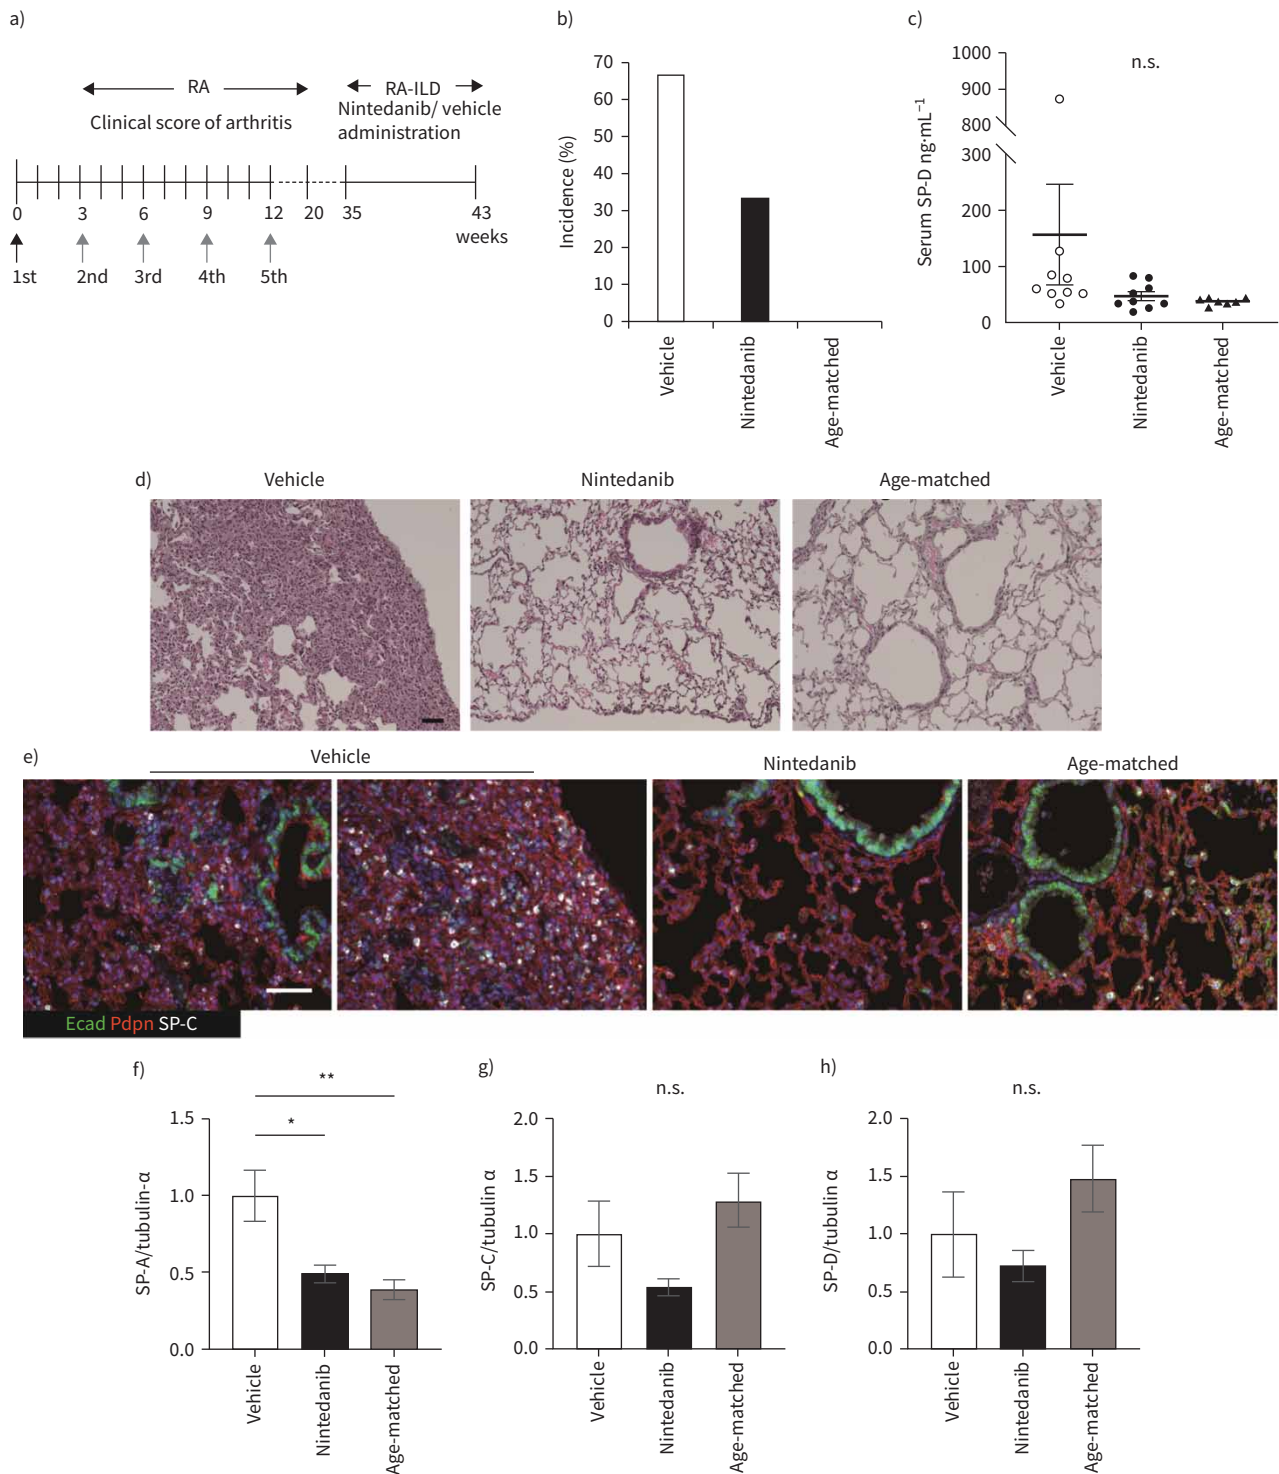 a)
RA
RA-ILD
Clinical score of arthritis
Nintedanib/ vehicle
administration
0 3 6 9 12 20 35 43
weeks
1st 2nd 3rd 4th 5th
b)
Incidence (%)
70
60
50
40
30
20
10
0
Vehicle
Nintedanib
Age-matched
c)
n.s.
Serum SP-D ng·mL⁻¹
1000
900
800
300
200
100
0
Vehicle
Nintedanib
Age-matched
d)
Vehicle
Nintedanib
Age-matched
e)
Vehicle
Nintedanib
Age-matched
Ecad Pdpn SP-C
f)
**
*
SP-A/tubulin-α
1.5
1.0
0.5
0.0
Vehicle
Nintedanib
Age-matched
g)
n.s.
SP-C/tubulin α
2.0
1.5
1.0
0.5
0.0
Vehicle
Nintedanib
Age-matched
h)
n.s.
SP-D/tubulin α
2.0
1.5
1.0
0.5
0.0
Vehicle
Nintedanib
Age-matched